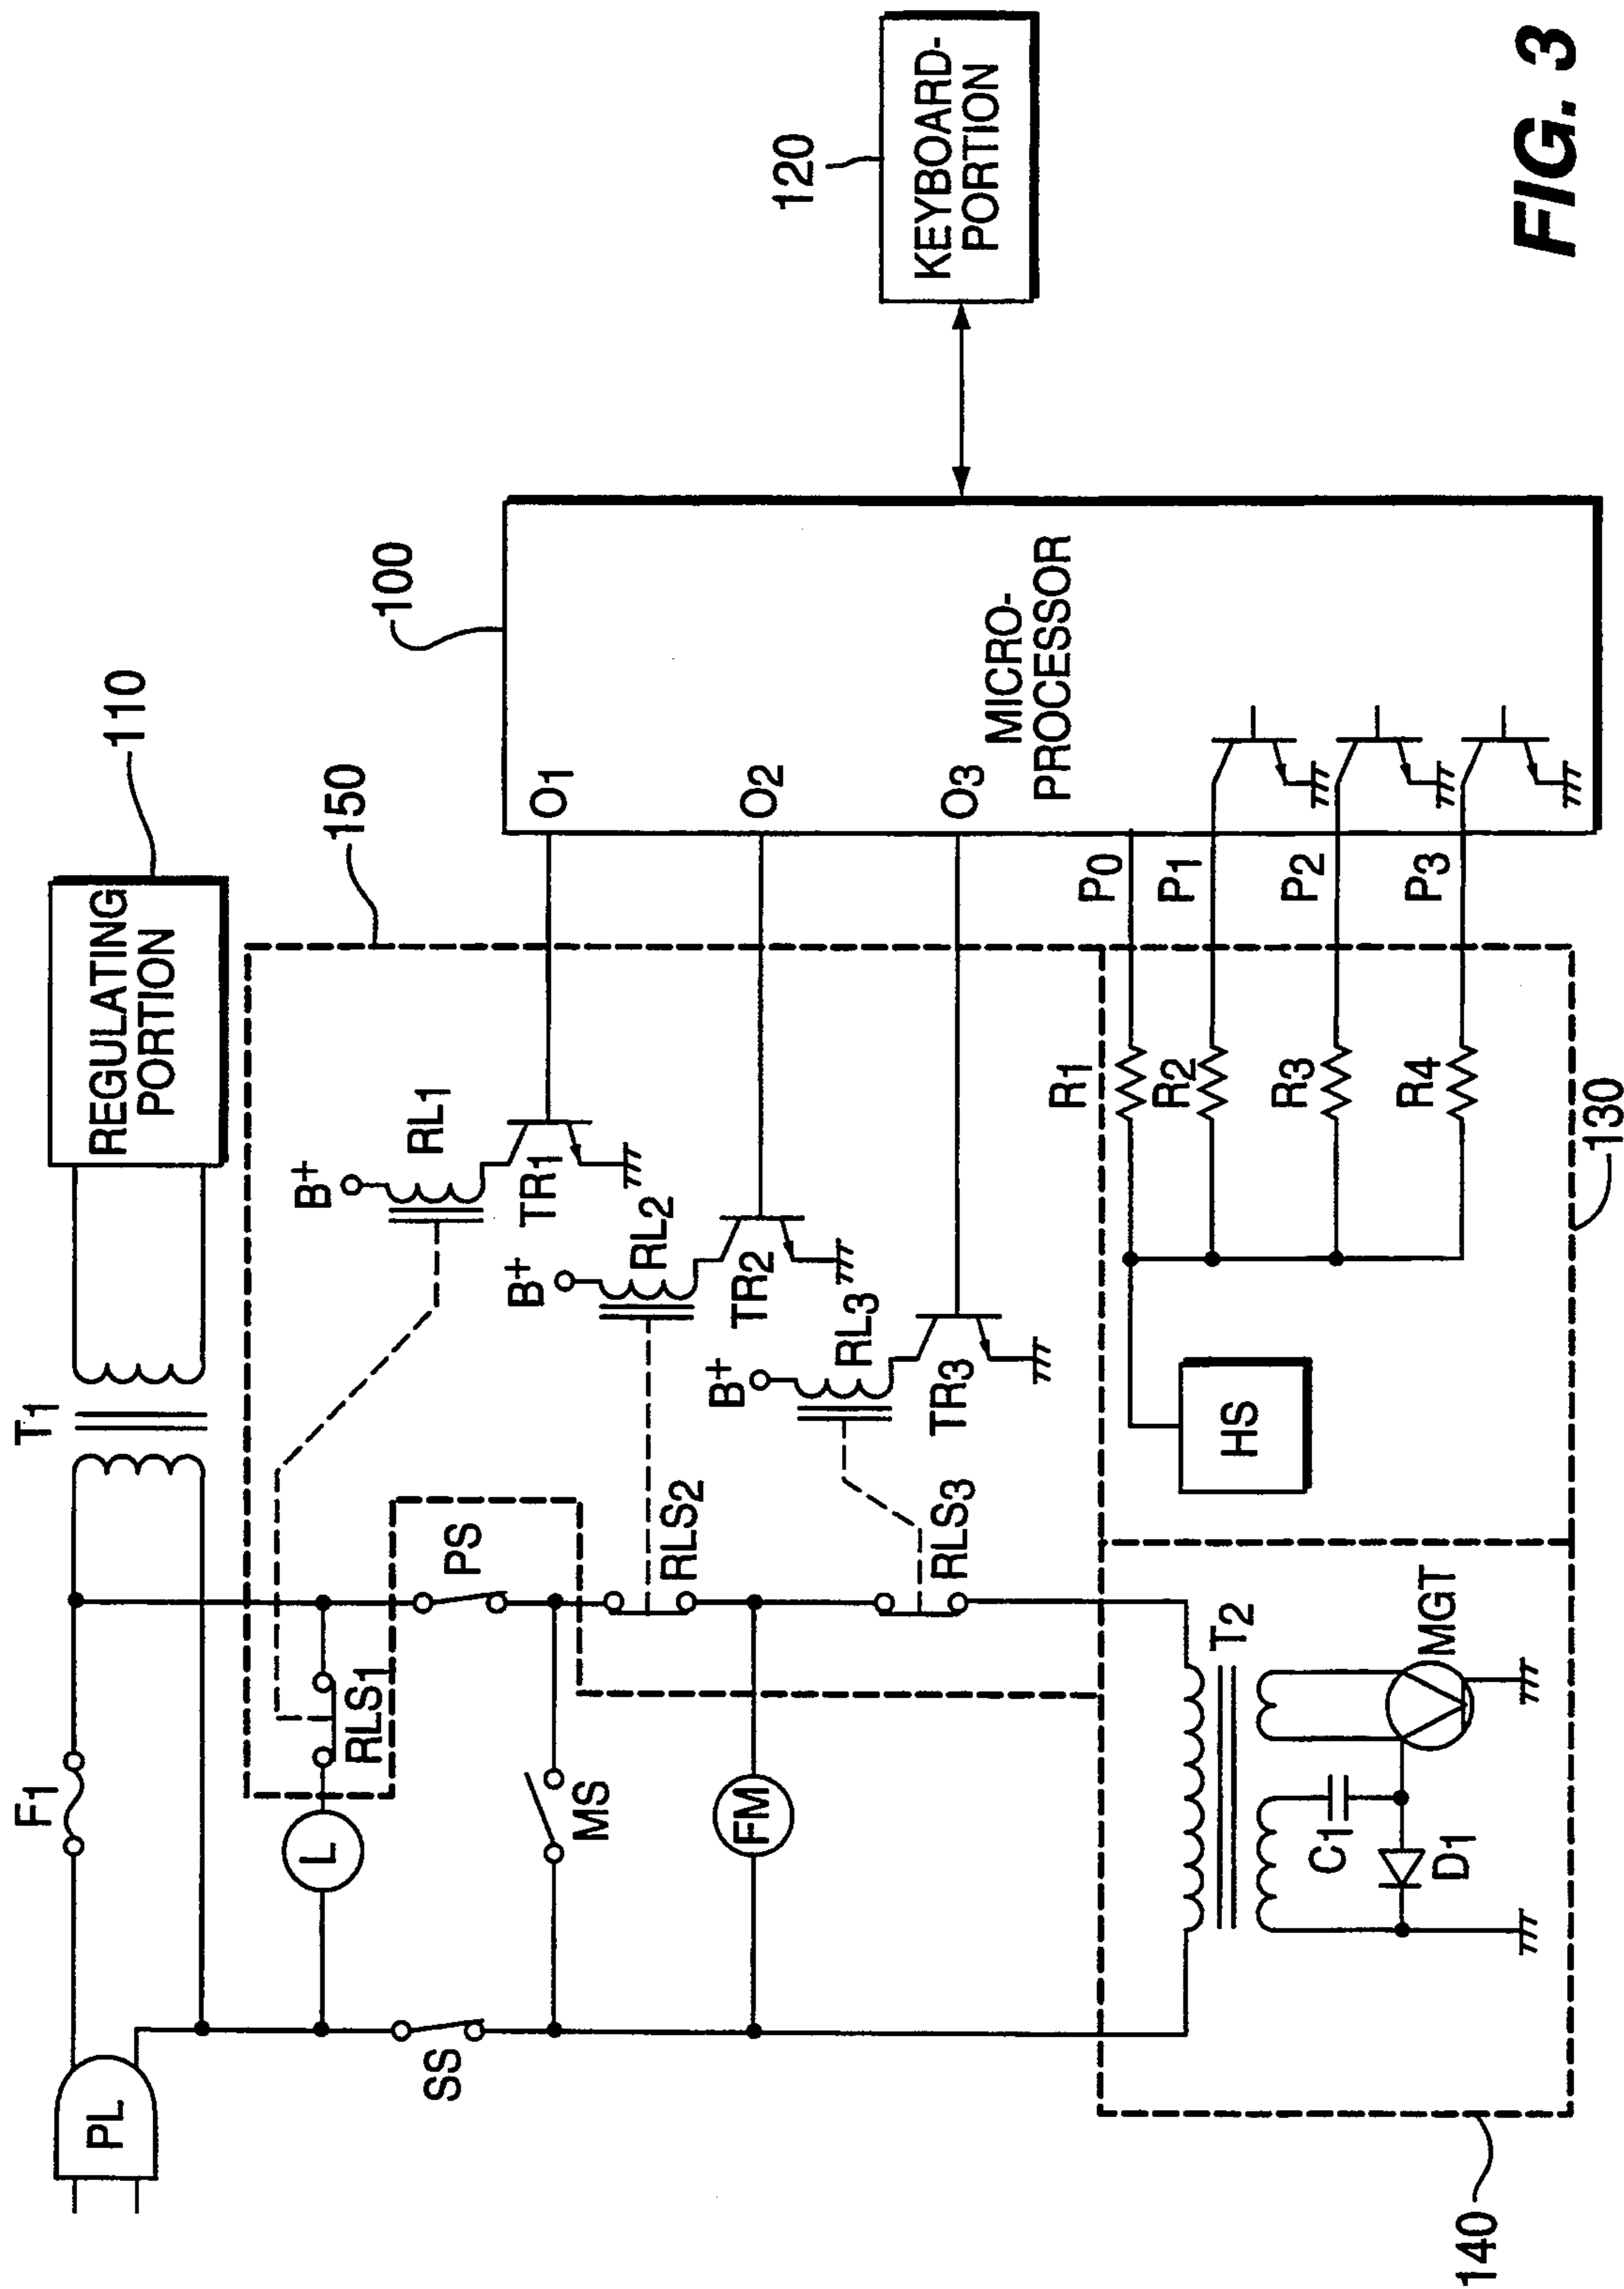 PL
F1
T1
REGULATING
PORTION
110
L
RLS1
150
B+
RL1
TR1
O1
100
SS
PS
MS
RLS2
B+
RL2
TR2
O2
MICRO-
PROCESSOR
KEYBOARD-
PORTION
120
FM
RLS3
B+
RL3
TR3
O3
HS
R1
P0
R2
P1
R3
P2
R4
P3
T2
MGT
C1
D1
130
140
FIG. 3